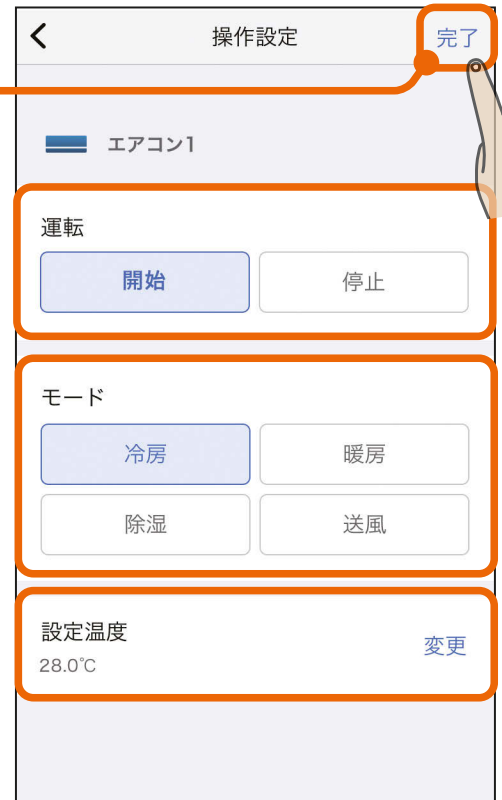 操作設定 完了
エアコン1
運転
開始 停止
モード
冷房 暖房
除湿 送風
設定温度 変更
28.0℃